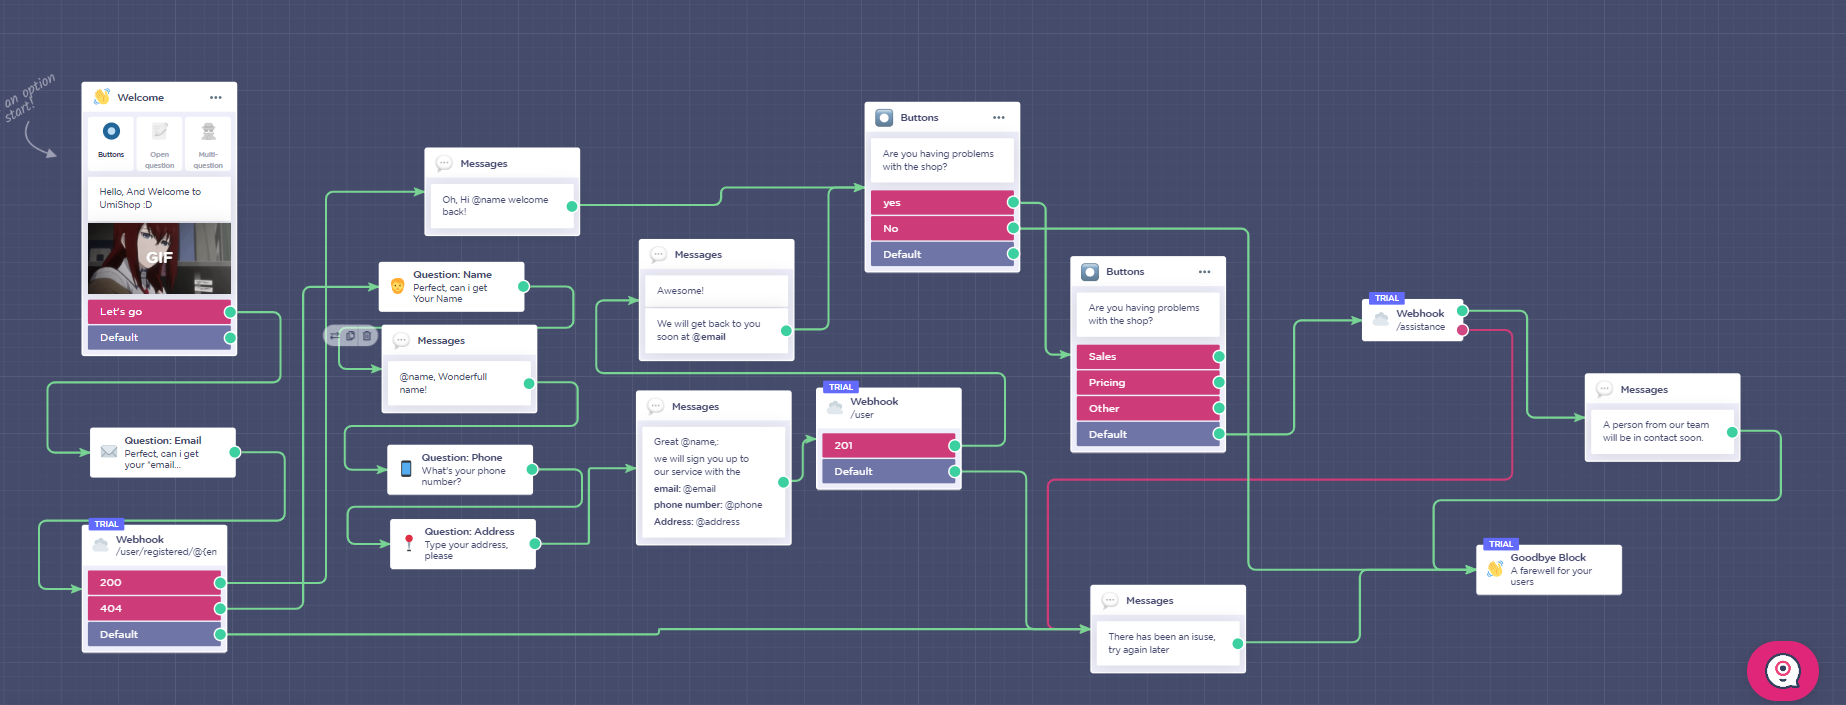 an option
start!
Welcome
Buttons
Open
question
Multi-
question
Hello, And Welcome to
UmiShop :D
GIF
Let's go
Default
Question: Email
Perfect, can i get
your "email...
TRIAL
Webhook
/user/registered/@{en
200
404
Default
Messages
Oh, Hi @name welcome
back!
Question: Name
Perfect, can i get
Your Name
Messages
@name, Wonderfull
name!
Question: Phone
What's your phone
number?
Question: Address
Type your address,
please
Messages
Awesome!
We will get back to you
soon at @email
Messages
Great @name,:
we will sign you up to
our service with the
email: @email
phone number: @phone
Address: @address
TRIAL
Webhook
/user
201
Default
Buttons
Are you having problems
with the shop?
yes
No
Default
Buttons
Are you having problems
with the shop?
Sales
Pricing
Other
Default
TRIAL
Webhook
/assistance
Messages
A person from our team
will be in contact soon.
TRIAL
Goodbye Block
A farewell for your
users
Messages
There has been an isuse,
try again later